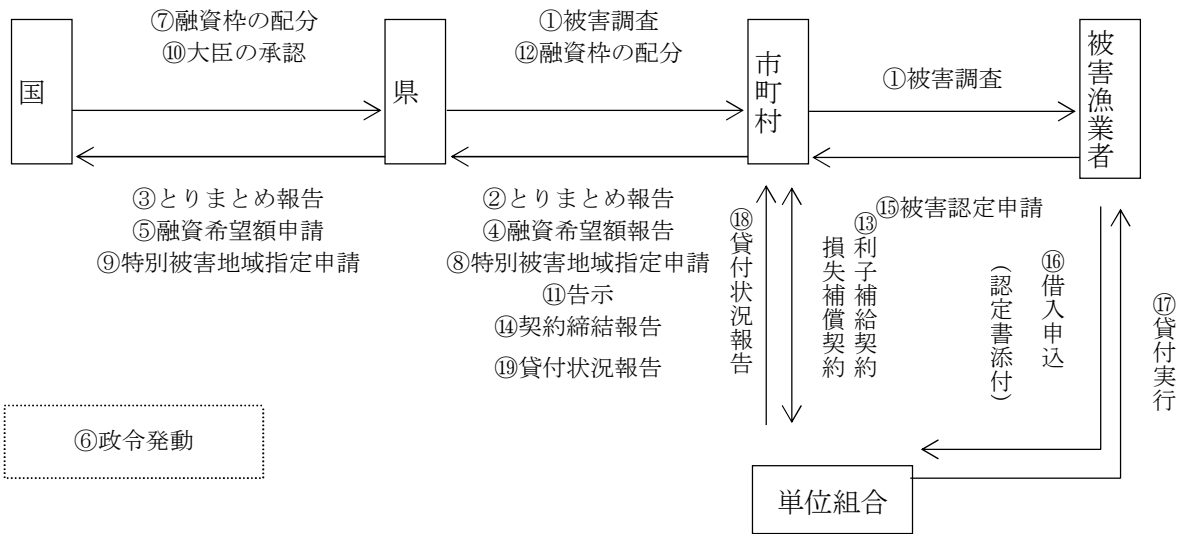 ⑦融資枠の配分
⑩大臣の承認
①被害調査
⑫融資枠の配分
①被害調査
国
県
市町村
被害漁業者
③とりまとめ報告
⑤融資希望額申請
⑨特別被害地域指定申請
②とりまとめ報告
④融資希望額報告
⑧特別被害地域指定申請
⑪告示
⑭契約締結報告
⑲貸付状況報告
⑱貸付状況報告
⑬利子補給契約
損失補償契約
⑮被害認定申請
⑯借入申込
(認定書添付)
⑰貸付実行
⑥政令発動
単位組合